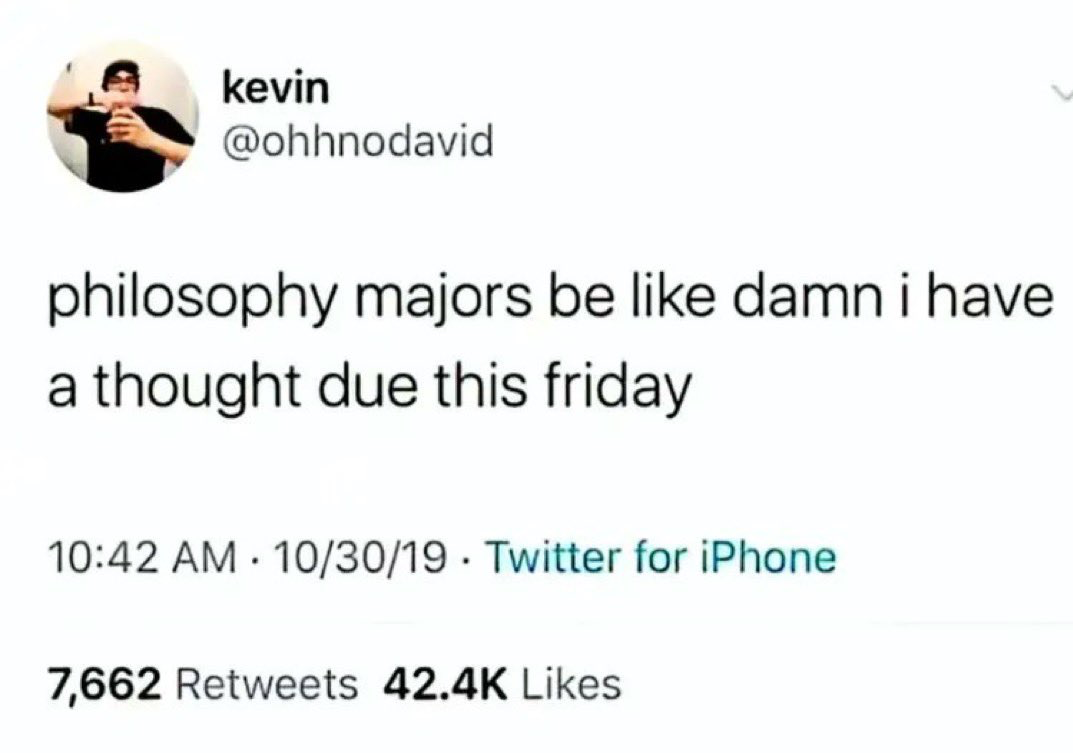 kevin
@ohhnodavid
philosophy majors be like damn i have
a thought due this friday
10:42 AM · 10/30/19 · Twitter for iPhone
7,662 Retweets 42.4K Likes